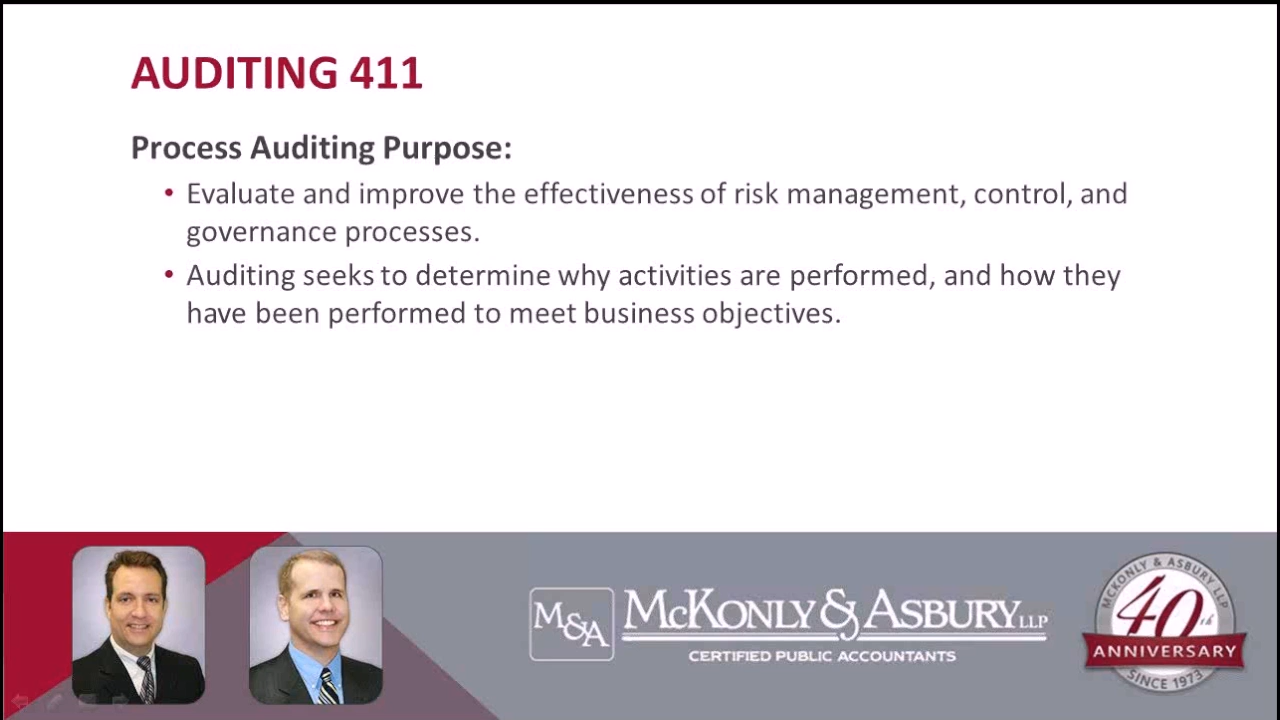 AUDITING 411
Process Auditing Purpose:
• Evaluate and improve the effectiveness of risk management, control, and
governance processes.
• Auditing seeks to determine why activities are performed, and how they
have been performed to meet business objectives.
M&A
McKonly & Asbury LLP
CERTIFIED PUBLIC ACCOUNTANTS
MCKONLY & ASBURY LLP
40th
ANNIVERSARY
SINCE 1973